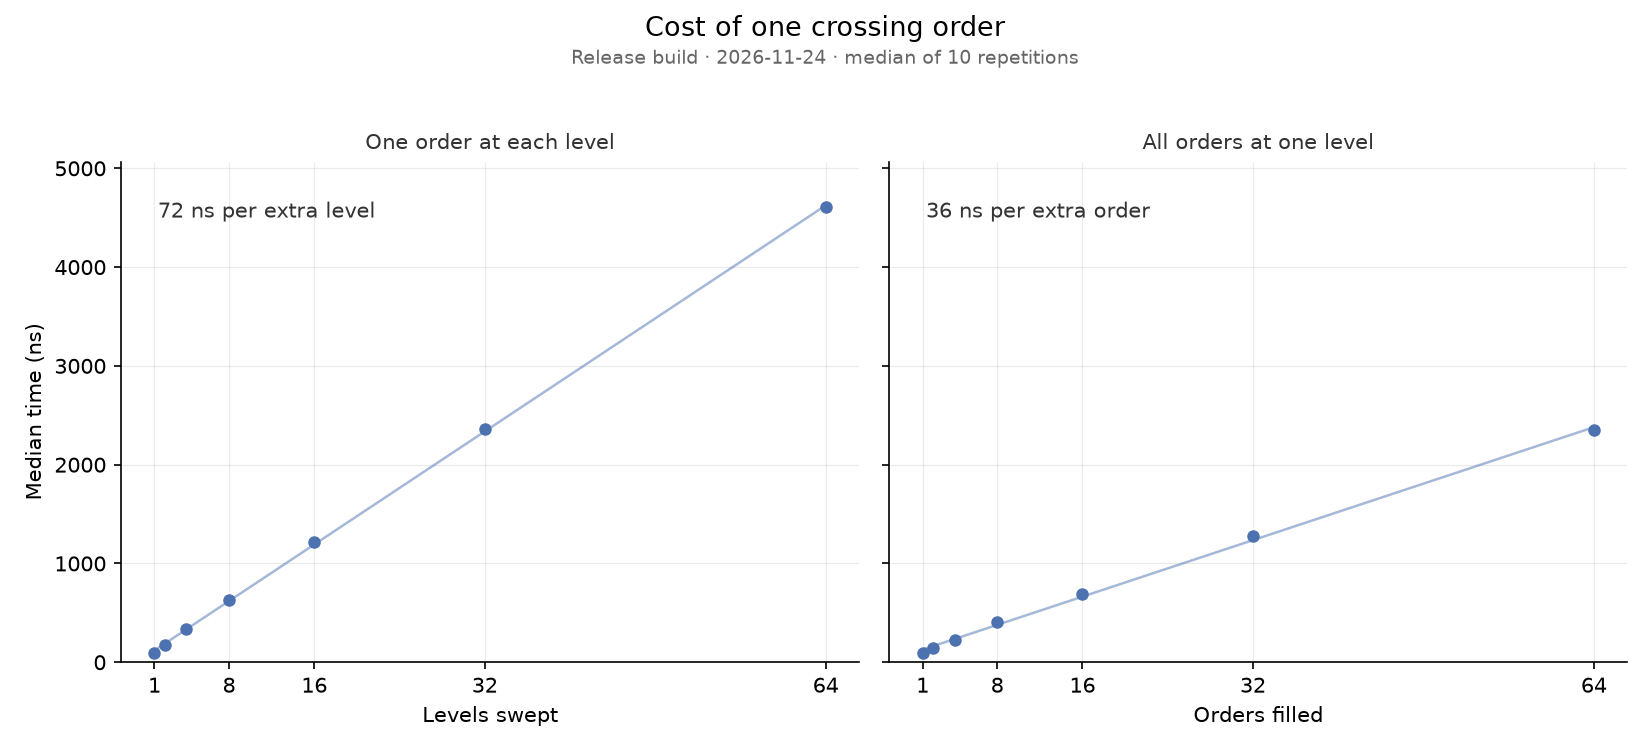 Cost of one crossing order
Release build · 2026-11-24 · median of 10 repetitions
One order at each level
72 ns per extra level
Median time (ns)
5000
4000
3000
2000
1000
0
1 8 16 32 64
Levels swept
All orders at one level
36 ns per extra order
1 8 16 32 64
Orders filled